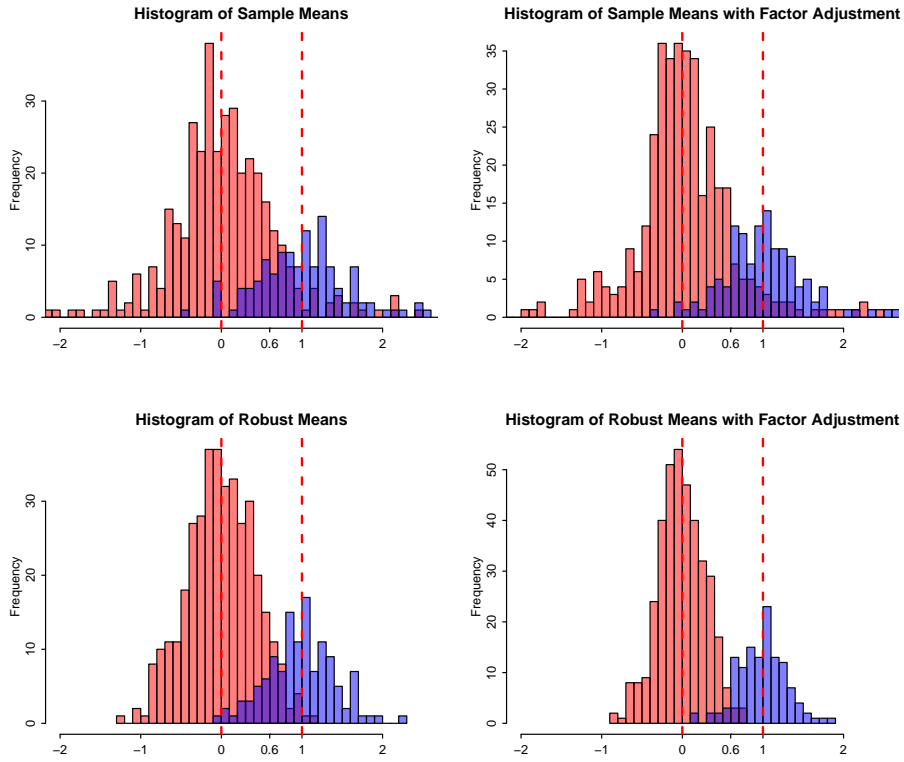 Histogram of Sample Means
Frequency
0 10 20 30
−2 −1 0 0.6 1 2
Histogram of Sample Means with Factor Adjustment
Frequency
0 5 10 15 20 25 35
−2 −1 0 0.6 1 2
Histogram of Robust Means
Frequency
0 10 20 30
−2 −1 0 0.6 1 2
Histogram of Robust Means with Factor Adjustment
Frequency
0 10 20 30 40 50
−2 −1 0 0.6 1 2